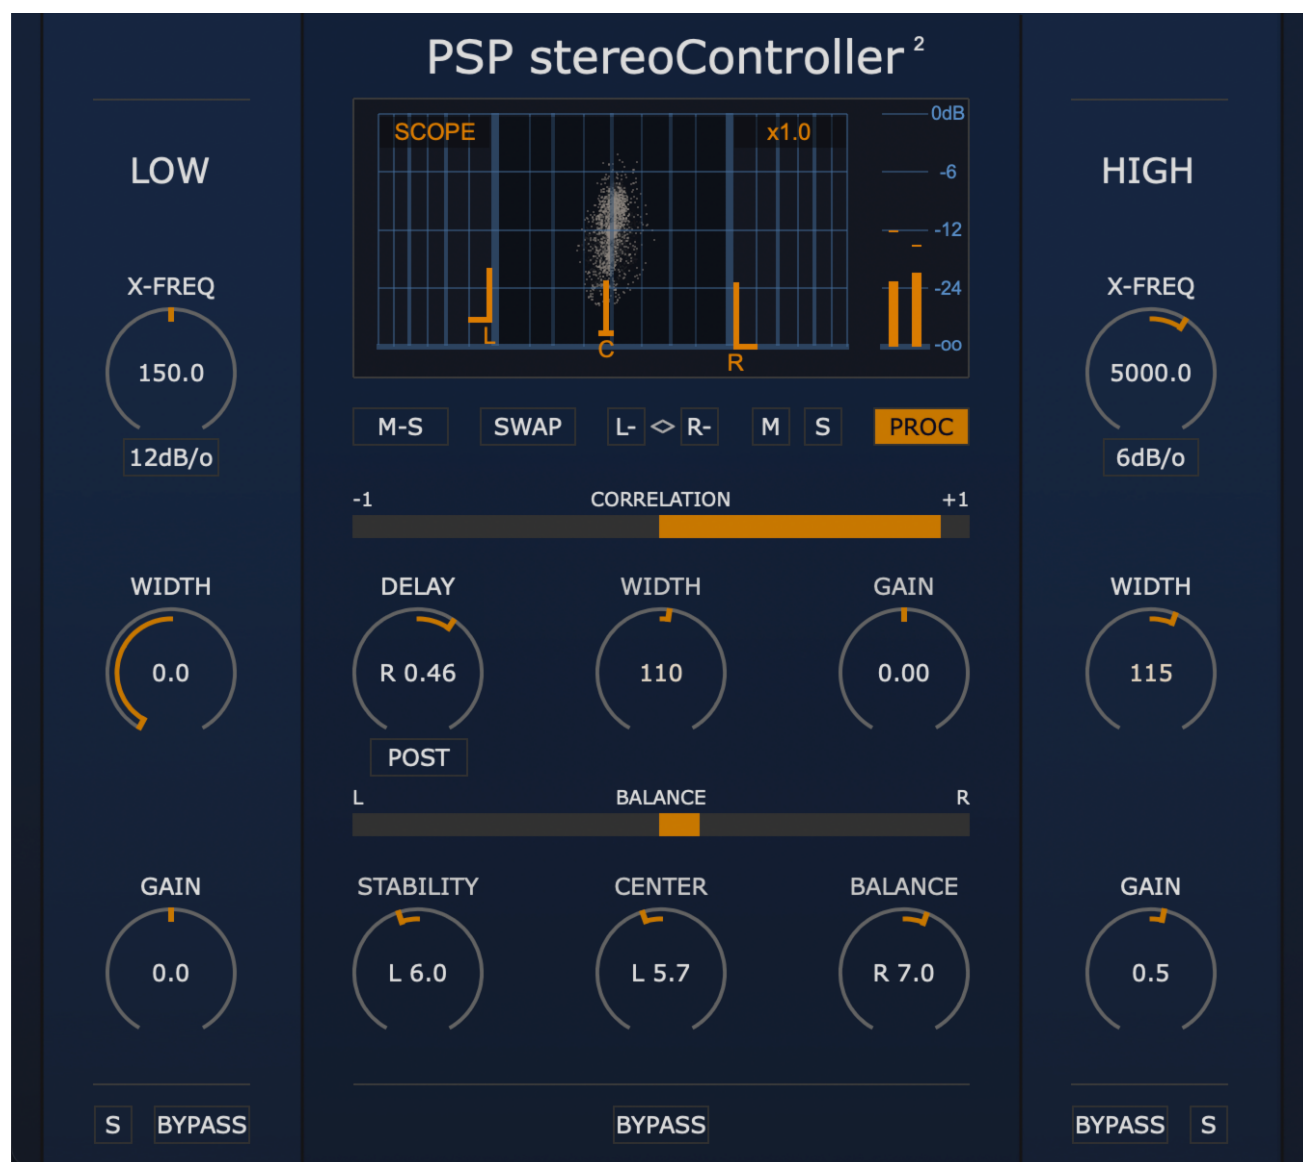 PSP stereoController²
SCOPE x1.0
0dB
-6
-12
-24
-oo
L C R
LOW
X-FREQ
150.0
12dB/o
WIDTH
0.0
GAIN
0.0
S BYPASS
M-S SWAP L- <> R- M S PROC
-1 CORRELATION +1
DELAY WIDTH GAIN
R 0.46 110 0.00
POST
L BALANCE R
STABILITY CENTER BALANCE
L 6.0 L 5.7 R 7.0
BYPASS
HIGH
X-FREQ
5000.0
6dB/o
WIDTH
115
GAIN
0.5
BYPASS S